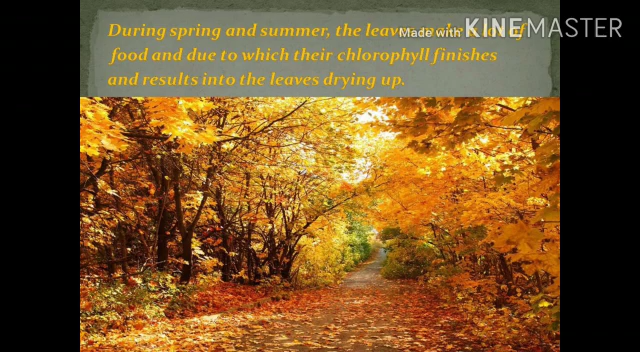 During spring and summer, the leaves of
food and due to which their chlorophyll finishes
and results into the leaves drying up.
Made with KINEMASTER